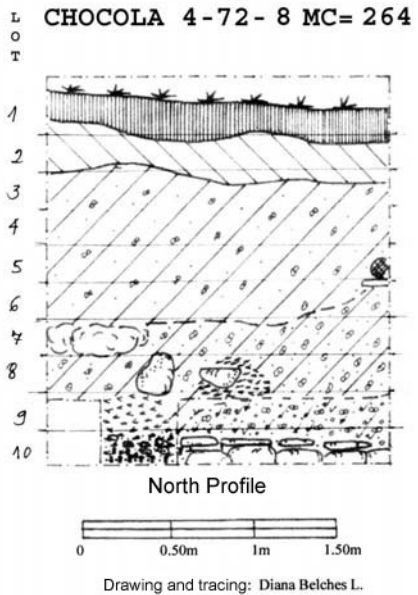 LOT
CHOCOLA 4-72-8 MC=264
1
2
3
4
5
6
7
8
9
10
North Profile
0 0.50m 1m 1.50m
Drawing and tracing: Diana Belches L.